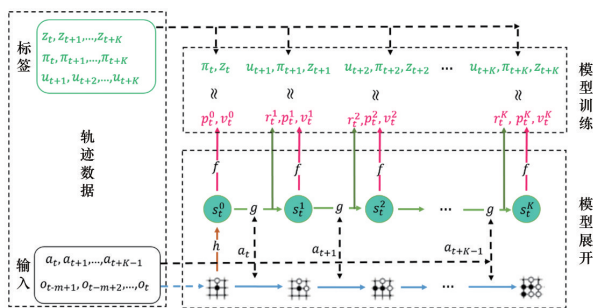 标签
z_t, z_{t+1},...,z_{t+K}
π_t, π_{t+1},...,π_{t+K}
u_{t+1}, u_{t+2},...,u_{t+K}
轨迹数据
输入
a_t, a_{t+1},...,a_{t+K-1}
o_{t-m+1}, o_{t-m+2},...,o_t
模型训练
π_t, z_t u_{t+1}, π_{t+1}, z_{t+1} u_{t+2}, π_{t+2}, z_{t+2} ... u_{t+K}, π_{t+K}, z_{t+K}
≈ ≈ ≈ ≈
p_t^0, v_t^0 r_t^1, p_t^1, v_t^1 r_t^2, p_t^2, v_t^2 ... r_t^K, p_t^K, v_t^K
模型展开
f f f f
s_t^0 g s_t^1 g s_t^2 ... g s_t^K
h a_t a_{t+1} a_{t+K-1}
...